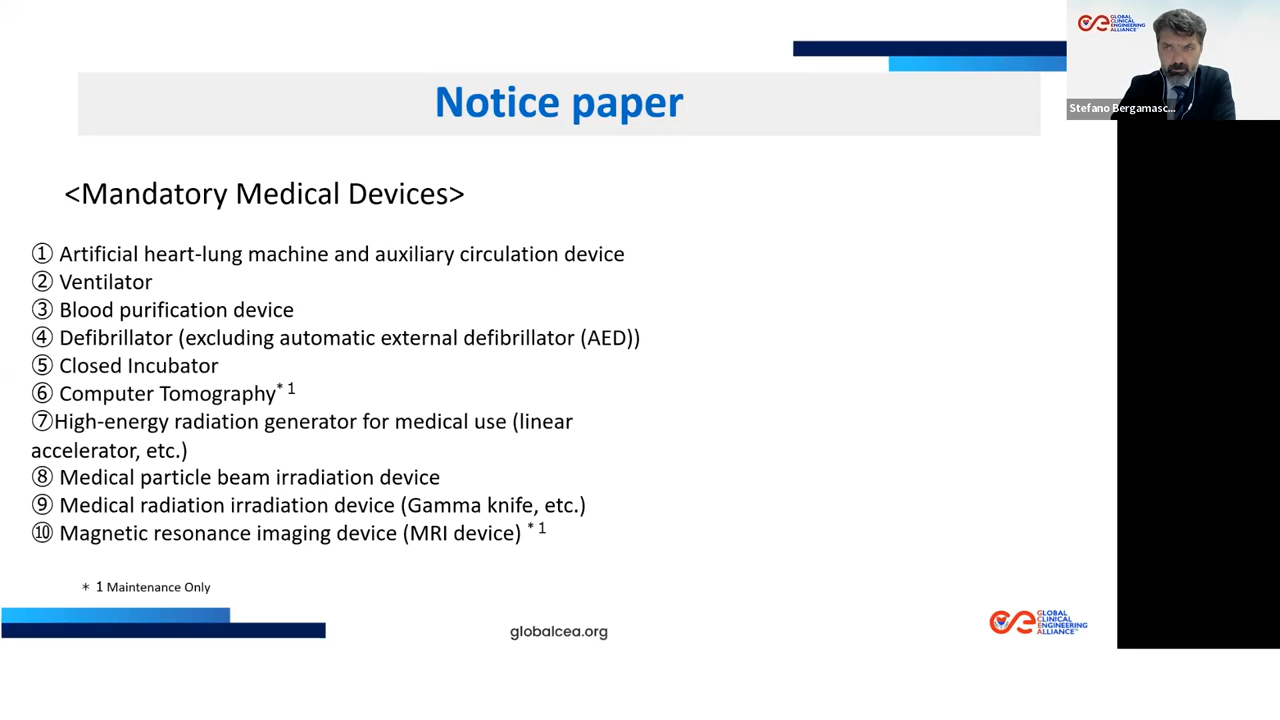 Notice paper
GLOBAL
CLINICAL
ENGINEERING
ALLIANCE
Stefano Bergamasc...
<Mandatory Medical Devices>
① Artificial heart-lung machine and auxiliary circulation device
② Ventilator
③ Blood purification device
④ Defibrillator (excluding automatic external defibrillator (AED))
⑤ Closed Incubator
⑥ Computer Tomography*1
⑦High-energy radiation generator for medical use (linear
accelerator, etc.)
⑧ Medical particle beam irradiation device
⑨ Medical radiation irradiation device (Gamma knife, etc.)
⑩ Magnetic resonance imaging device (MRI device) *1
* 1 Maintenance Only
globalcea.org
GLOBAL
CLINICAL
ENGINEERING
ALLIANCE™